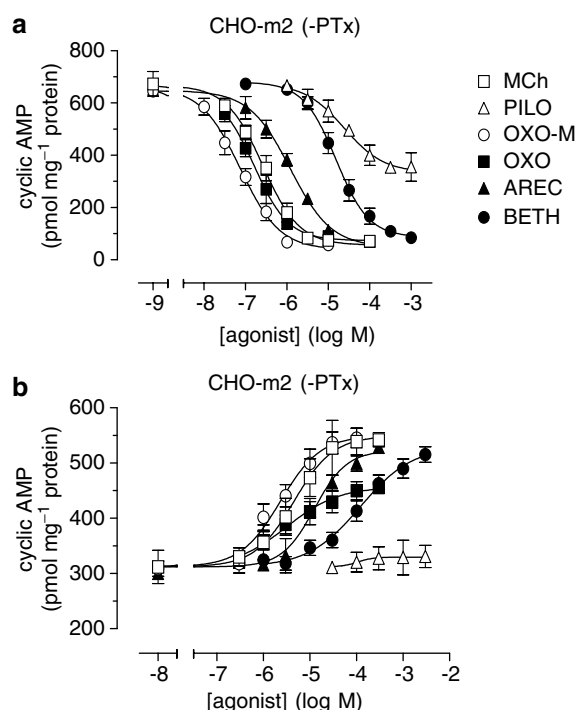 a
CHO-m2 (-PTx)
800
600
400
200
0
cyclic AMP
(pmol mg⁻¹ protein)
-9 -8 -7 -6 -5 -4 -3
[agonist] (log M)
MCh
PILO
OXO-M
OXO
AREC
BETH
b
CHO-m2 (-PTx)
600
500
400
300
200
cyclic AMP
(pmol mg⁻¹ protein)
-8 -7 -6 -5 -4 -3 -2
[agonist] (log M)